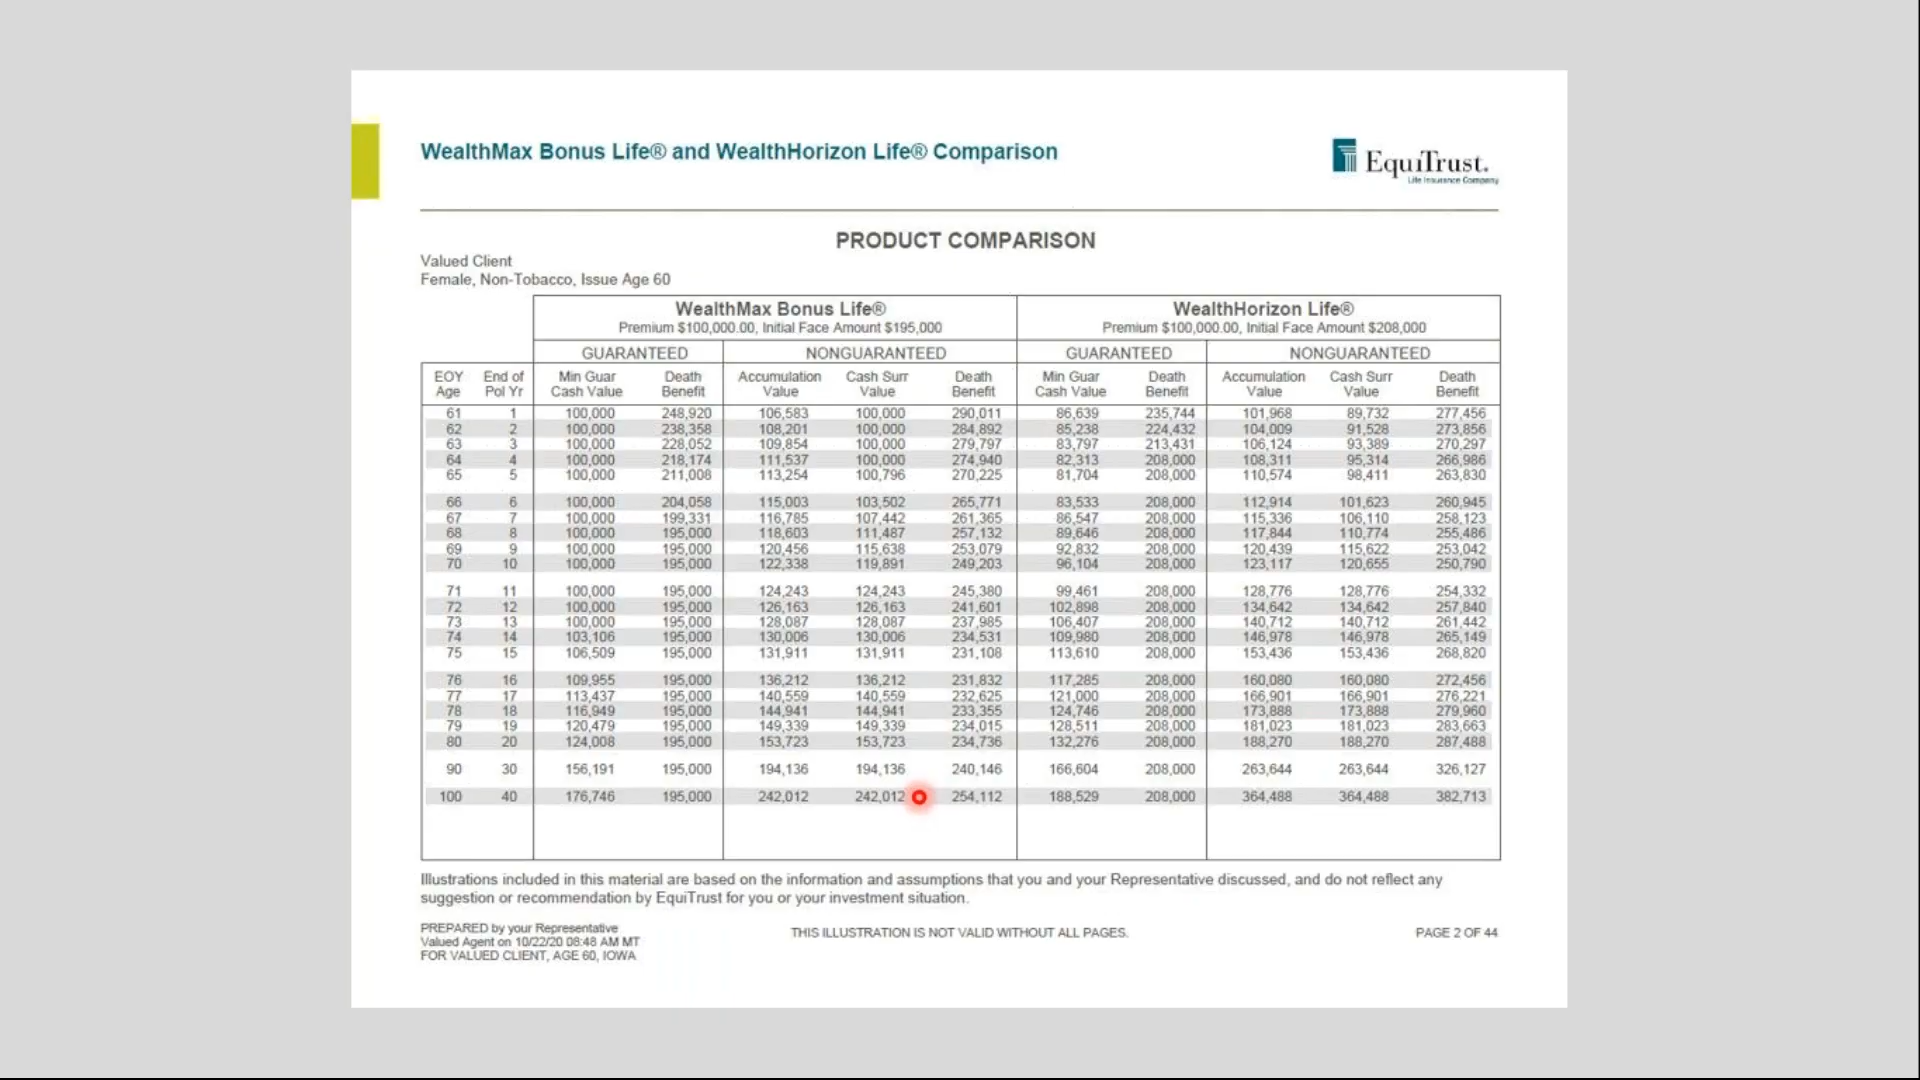 WealthMax Bonus Life® and WealthHorizon Life® Comparison
EquiTrust.
Life Insurance Company
PRODUCT COMPARISON
Valued Client
Female, Non-Tobacco, Issue Age 60
WealthMax Bonus Life® WealthHorizon Life®
Premium $100,000.00, Initial Face Amount $195,000 Premium $100,000.00, Initial Face Amount $208,000
GUARANTEED NONGUARANTEED GUARANTEED NONGUARANTEED
EOY End of Min Guar Death Accumulation Cash Surr Death Min Guar Death Accumulation Cash Surr Death
Age Pol Yr Cash Value Benefit Value Value Benefit Cash Value Benefit Value Value Benefit
61 1 100,000 248,920 106,583 100,000 290,011 86,639 235,744 101,968 89,732 277,456
62 2 100,000 238,358 108,201 100,000 284,892 85,238 224,432 104,009 91,528 273,856
63 3 100,000 228,052 109,854 100,000 279,797 83,797 213,431 106,124 93,389 270,297
64 4 100,000 218,174 111,537 100,000 274,940 82,313 208,000 108,311 95,314 266,986
65 5 100,000 211,008 113,254 100,796 270,225 81,704 208,000 110,574 98,411 263,830
66 6 100,000 204,058 115,003 103,502 265,771 83,533 208,000 112,914 101,623 260,945
67 7 100,000 199,331 116,785 107,442 261,365 86,547 208,000 115,336 106,110 258,123
68 8 100,000 195,000 118,603 111,487 257,132 89,646 208,000 117,844 110,774 255,486
69 9 100,000 195,000 120,456 115,638 253,079 92,832 208,000 120,439 115,622 253,042
70 10 100,000 195,000 122,338 119,891 249,203 96,104 208,000 123,117 120,655 250,790
71 11 100,000 195,000 124,243 124,243 245,380 99,461 208,000 128,776 128,776 254,332
72 12 100,000 195,000 126,163 126,163 241,601 102,898 208,000 134,642 134,642 257,840
73 13 100,000 195,000 128,087 128,087 237,985 106,407 208,000 140,712 140,712 261,442
74 14 103,106 195,000 130,006 130,006 234,531 109,980 208,000 146,978 146,978 265,149
75 15 106,509 195,000 131,911 131,911 231,108 113,610 208,000 153,436 153,436 268,820
76 16 109,955 195,000 136,212 136,212 231,832 117,285 208,000 160,080 160,080 272,456
77 17 113,437 195,000 140,559 140,559 232,625 121,000 208,000 166,901 166,901 276,221
78 18 116,949 195,000 144,941 144,941 233,355 124,746 208,000 173,888 173,888 279,960
79 19 120,479 195,000 149,339 149,339 234,015 128,511 208,000 181,023 181,023 283,663
80 20 124,008 195,000 153,723 153,723 234,736 132,276 208,000 188,270 188,270 287,488
90 30 156,191 195,000 194,136 194,136 240,146 166,604 208,000 263,644 263,644 326,127
100 40 176,746 195,000 242,012 242,012 254,112 188,529 208,000 364,488 364,488 382,713
Illustrations included in this material are based on the information and assumptions that you and your Representative discussed, and do not reflect any
suggestion or recommendation by EquiTrust for you or your investment situation.
PREPARED by your Representative
Valued Agent on 10/22/20 08:48 AM MT
FOR VALUED CLIENT, AGE 60, IOWA
THIS ILLUSTRATION IS NOT VALID WITHOUT ALL PAGES.
PAGE 2 OF 44